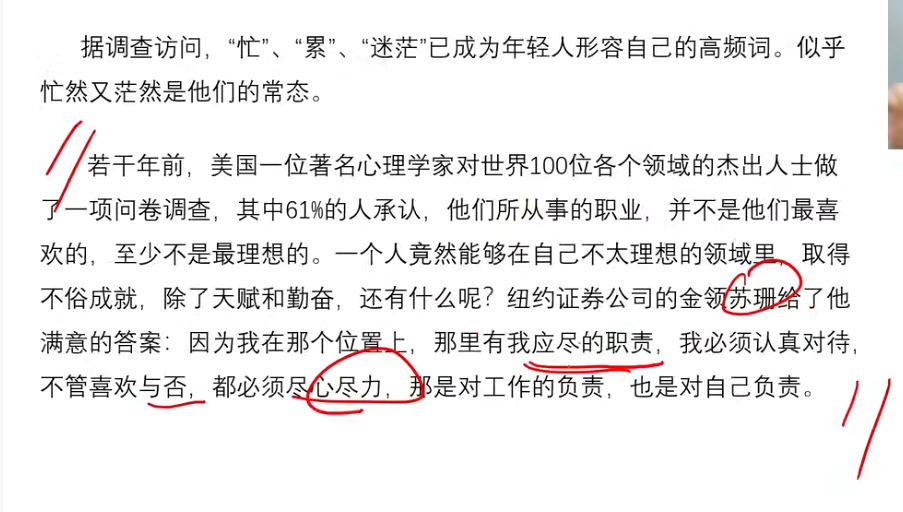 据调查访问，“忙”、“累”、“迷茫”已成为年轻人形容自己的高频词。似乎
忙然又茫然是他们的常态。
若干年前，美国一位著名心理学家对世界100位各个领域的杰出人士做
了一项问卷调查，其中61%的人承认，他们所从事的职业，并不是他们最喜
欢的，至少不是最理想的。一个人竟然能够在自己不太理想的领域里，取得
不俗成就，除了天赋和勤奋，还有什么呢？纽约证券公司的金领苏珊给了他
满意的答案：因为我在那个位置上，那里有我应尽的职责，我必须认真对待，
不管喜欢与否，都必须尽心尽力，那是对工作的负责，也是对自己负责。